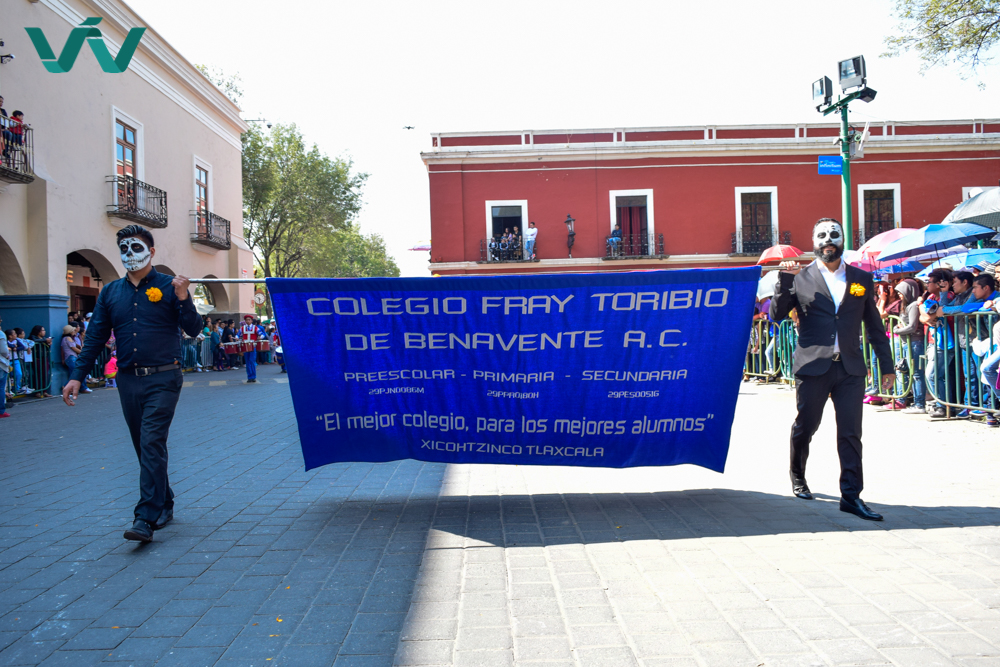 COLEGIO FRAY TORIBIO
DE BENAVENTE A.C.
PREESCOLAR - PRIMARIA - SECUNDARIA
“El mejor colegio, para los mejores alumnos”
XICOHTZINCO TLAXCALA